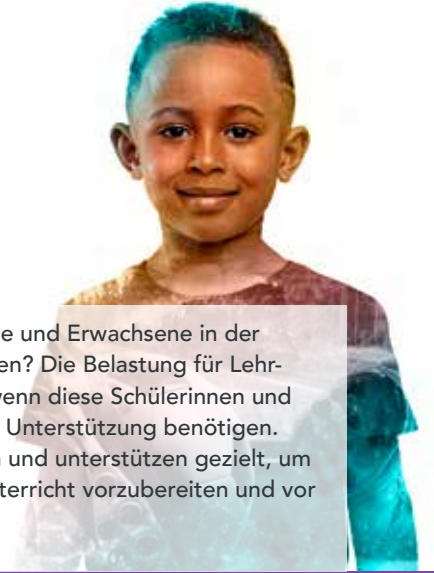 e und Erwachsene in der
en? Die Belastung für Lehr-
wenn diese Schülerinnen und
Unterstützung benötigen.
und unterstützen gezielt, um
terricht vorzubereiten und vor